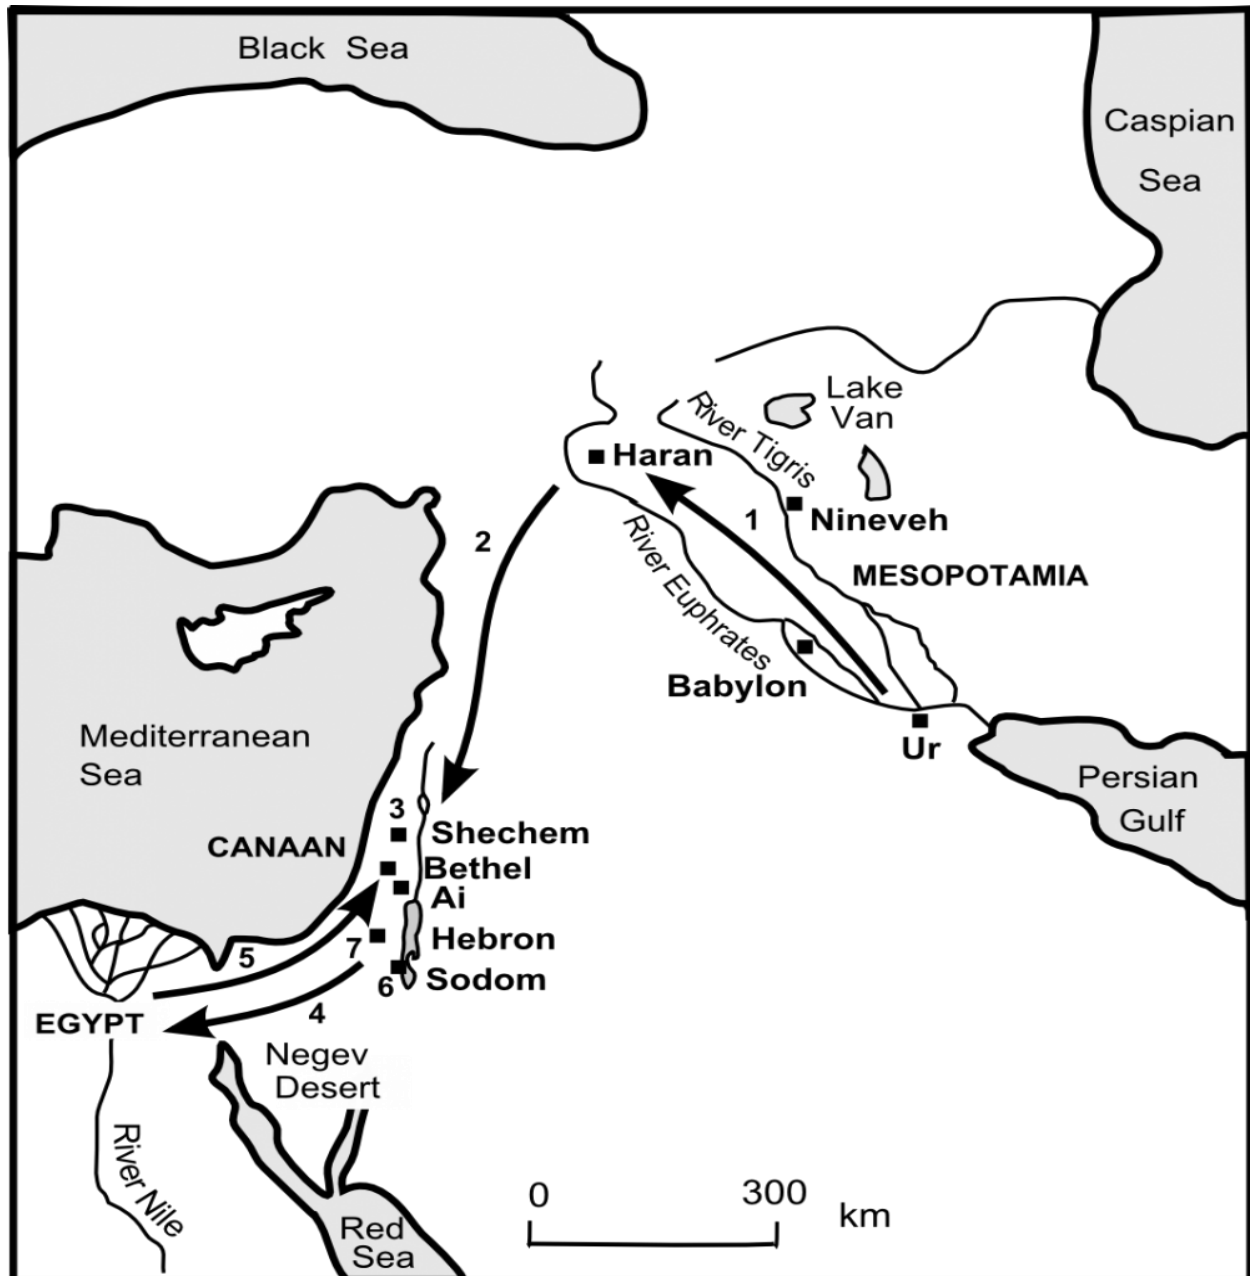 Black Sea
Caspian
Sea
Lake
Van
River Tigris
Haran
1
Nineveh
2
River Euphrates
MESOPOTAMIA
Babylon
Ur
Mediterranean
Sea
Persian
Gulf
3
Shechem
CANAAN
Bethel
Ai
7
Hebron
5
6
Sodom
4
EGYPT
Negev
Desert
River Nile
0
300
km
Red
Sea